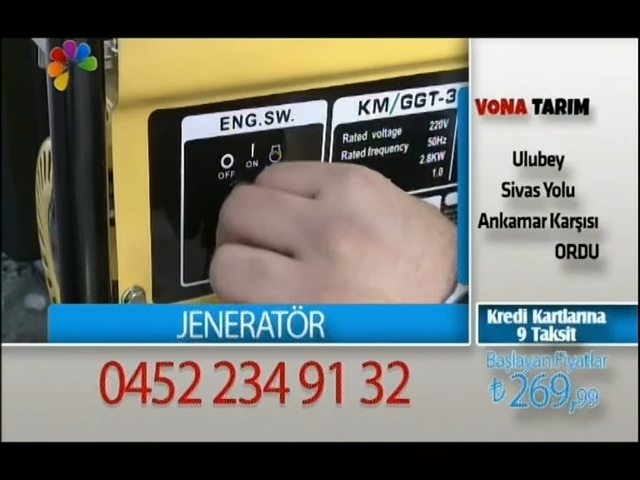 ENG.SW.
O I
OFF ON
KM/GGT-3
Rated voltage 220V
Rated frequency 50Hz
2.8KW
1.0
VONA TARIM
Ulubey
Sivas Yolu
Ankamar Karşısı
ORDU
JENERATÖR
Kredi Kartlarına
9 Taksit
0452 234 91 32
Başlayan Fiyatlar
₺269,99